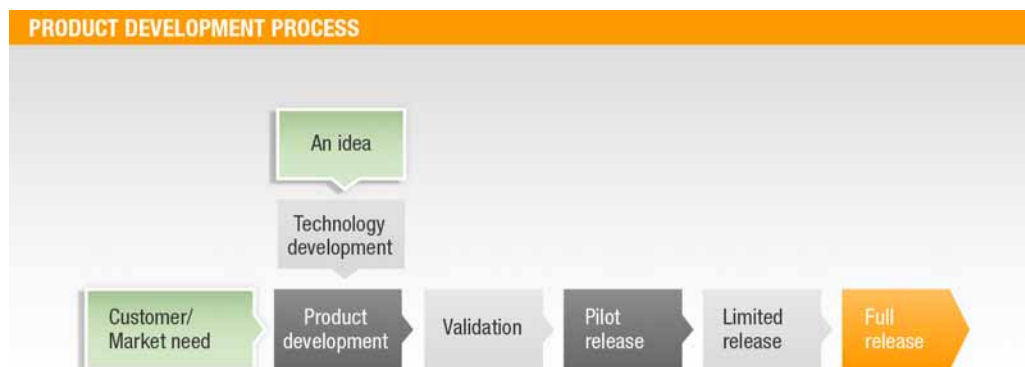 PRODUCT DEVELOPMENT PROCESS
An idea
Technology
development
Customer/
Market need
Product
development
Validation
Pilot
release
Limited
release
Full
release